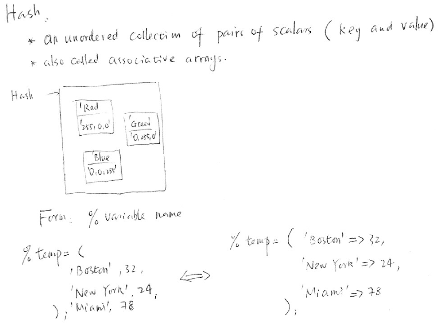 Hash.
* an unordered collection of pairs of scalars ( key and value)
* also called associative arrays.
Hash
'Red'
'255,0,0'
'Green'
'0,255,0'
'Blue'
'0,0,255'
Form: % variable name
% temp = (
'Boston', 32,
'New York', 24,
'Miami', 78
);
<=>
% temp = ( 'Boston' => 32,
'New York' => 24,
'Miami' => 78
);